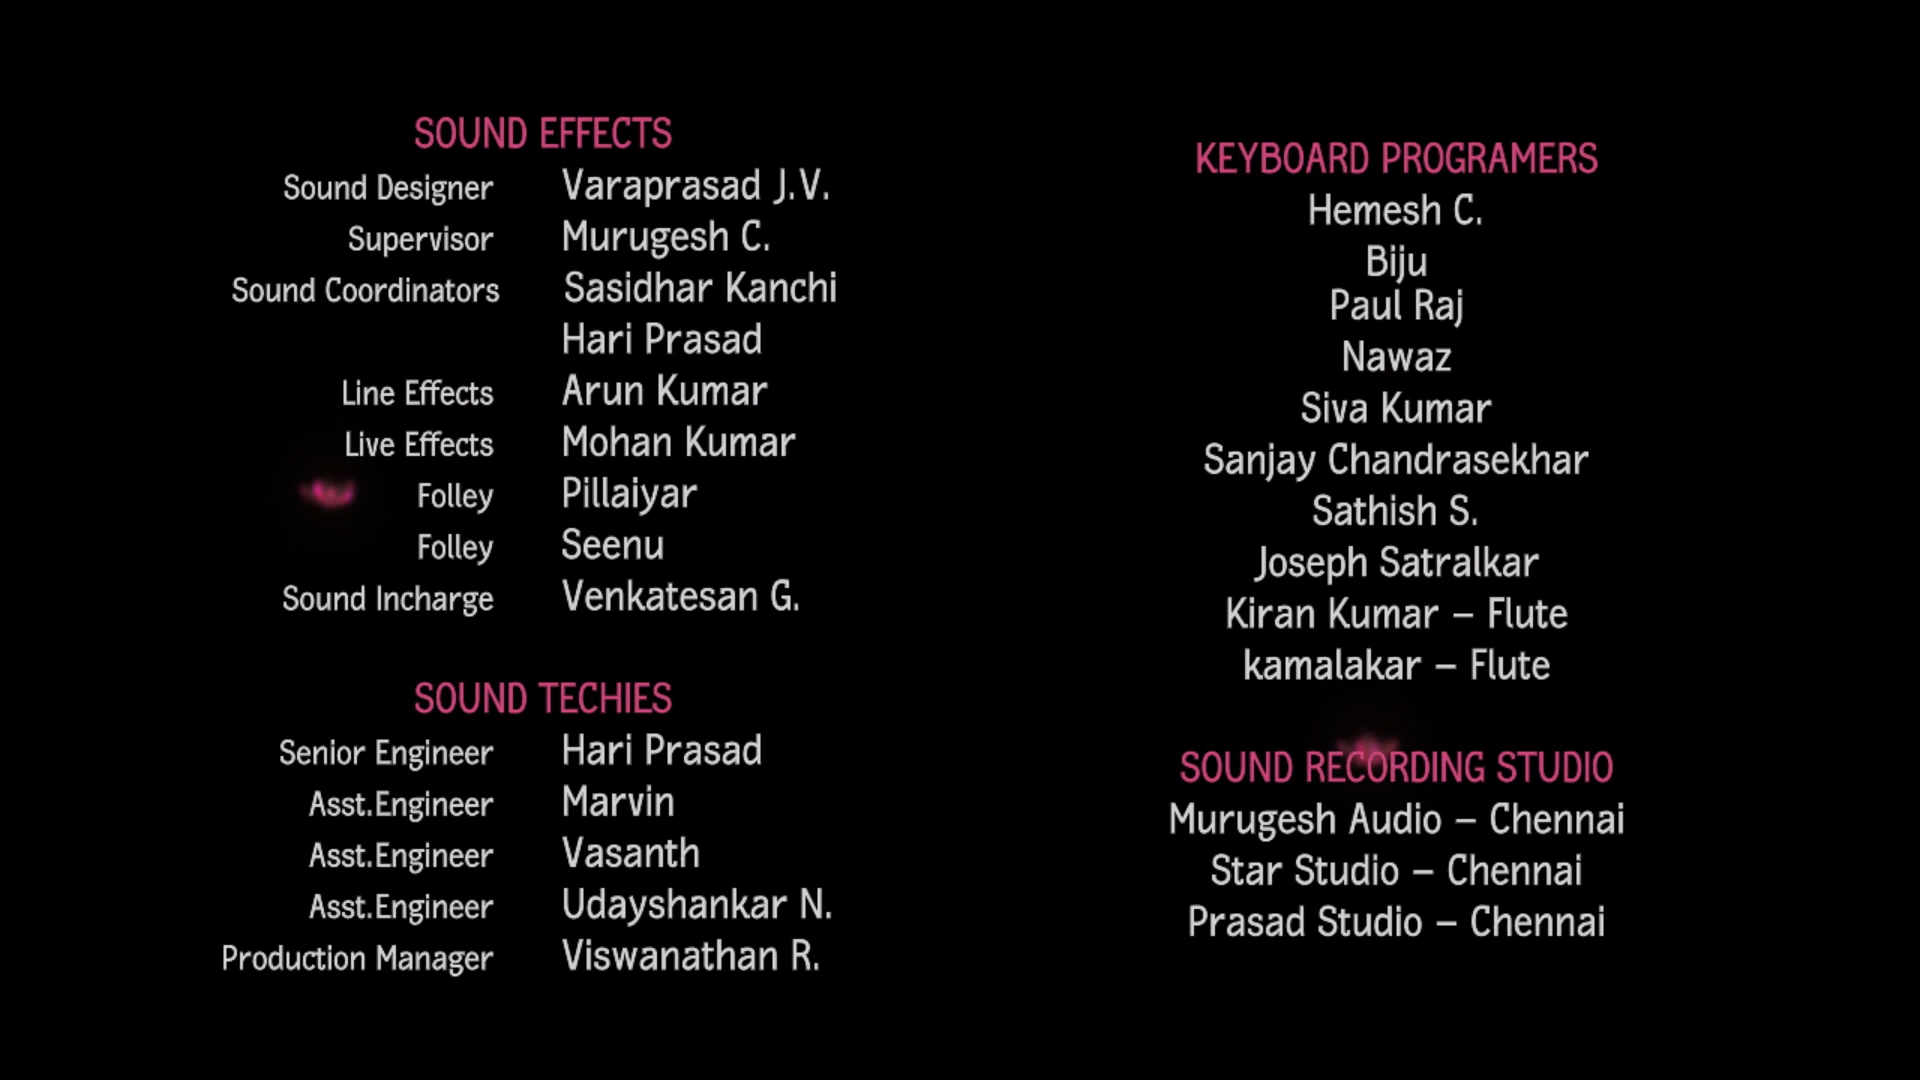 SOUND EFFECTS
Sound Designer Varaprasad J.V.
Supervisor Murugesh C.
Sound Coordinators Sasidhar Kanchi
Hari Prasad
Line Effects Arun Kumar
Live Effects Mohan Kumar
Folley Pillaiyar
Folley Seenu
Sound Incharge Venkatesan G.
SOUND TECHIES
Senior Engineer Hari Prasad
Asst.Engineer Marvin
Asst.Engineer Vasanth
Asst.Engineer Udayshankar N.
Production Manager Viswanathan R.
KEYBOARD PROGRAMERS
Hemesh C.
Biju
Paul Raj
Nawaz
Siva Kumar
Sanjay Chandrasekhar
Sathish S.
Joseph Satralkar
Kiran Kumar – Flute
kamalakar – Flute
SOUND RECORDING STUDIO
Murugesh Audio – Chennai
Star Studio – Chennai
Prasad Studio – Chennai